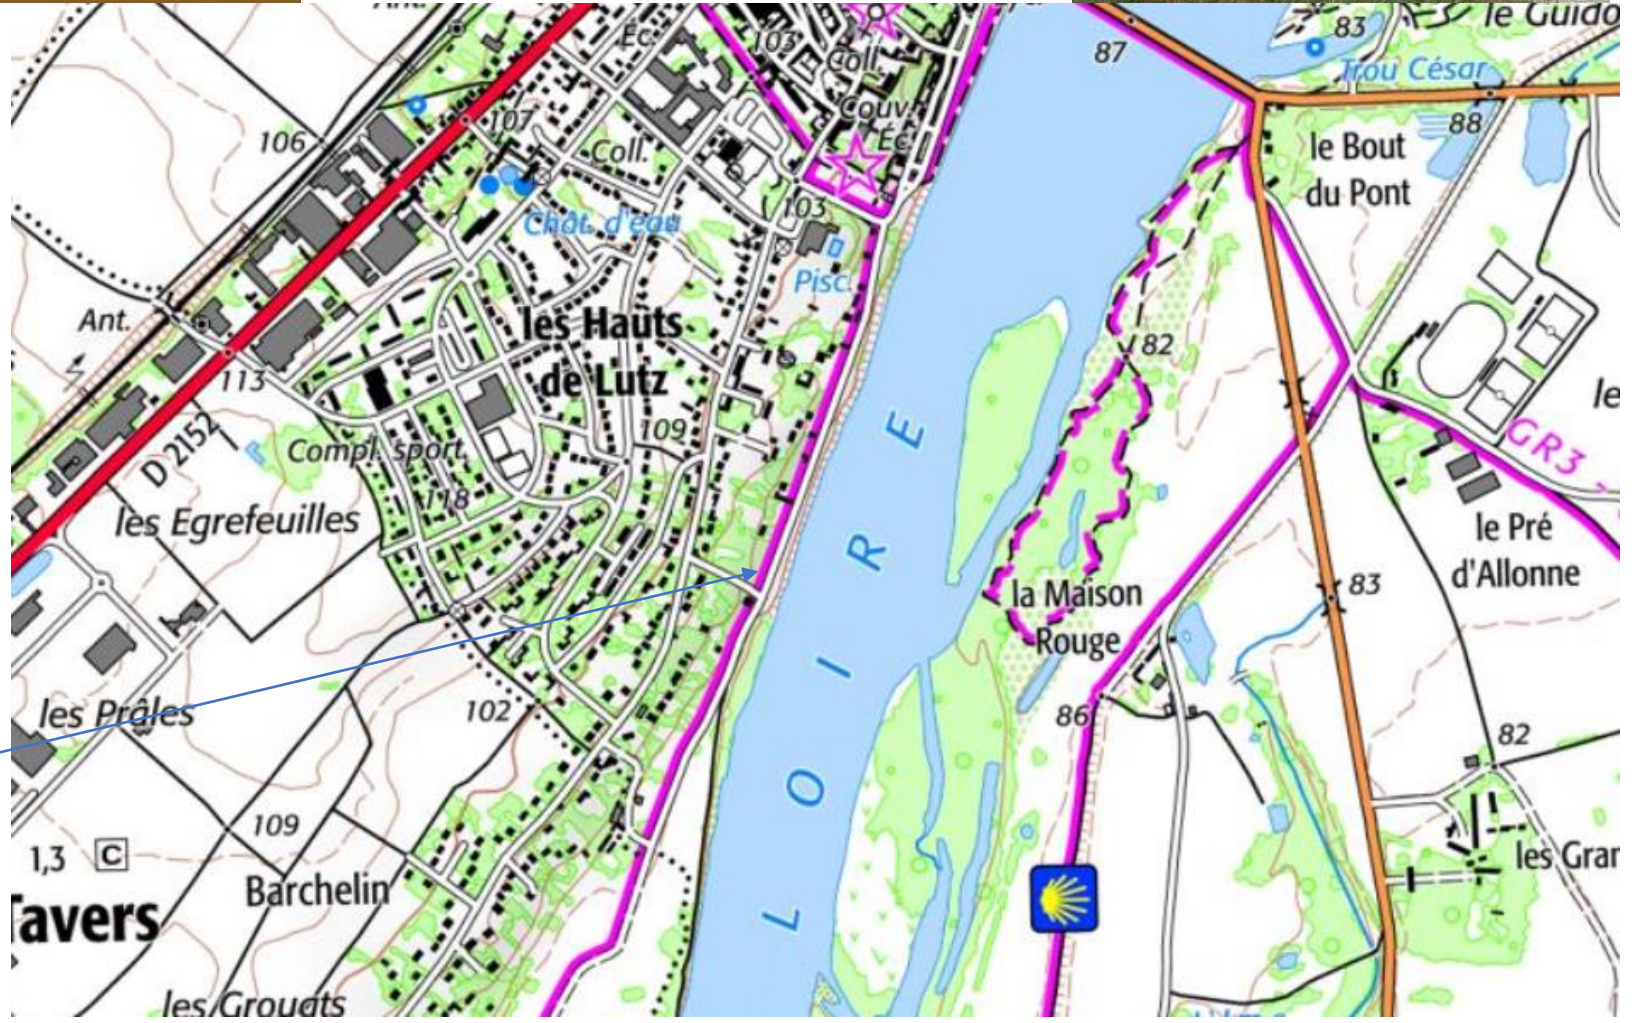 103
Coll.
87
83
le Guido
Trou César
Éc.
107
106
Couv.
Éc.
88
Coll.
le Bout
du Pont
103
Chât. d'eau
Pisc.
Ant.
les Hauts
de Lutz
82
113
D 2152
109
Compl. sport.
118
les Egrefeuilles
le
GR3
le Pré
d'Allonne
LOIRE
la Maison
Rouge
83
les Prâles
102
86
82
109
1,3 C
Tavers
Barchelin
LO
les Gran
les Grouats